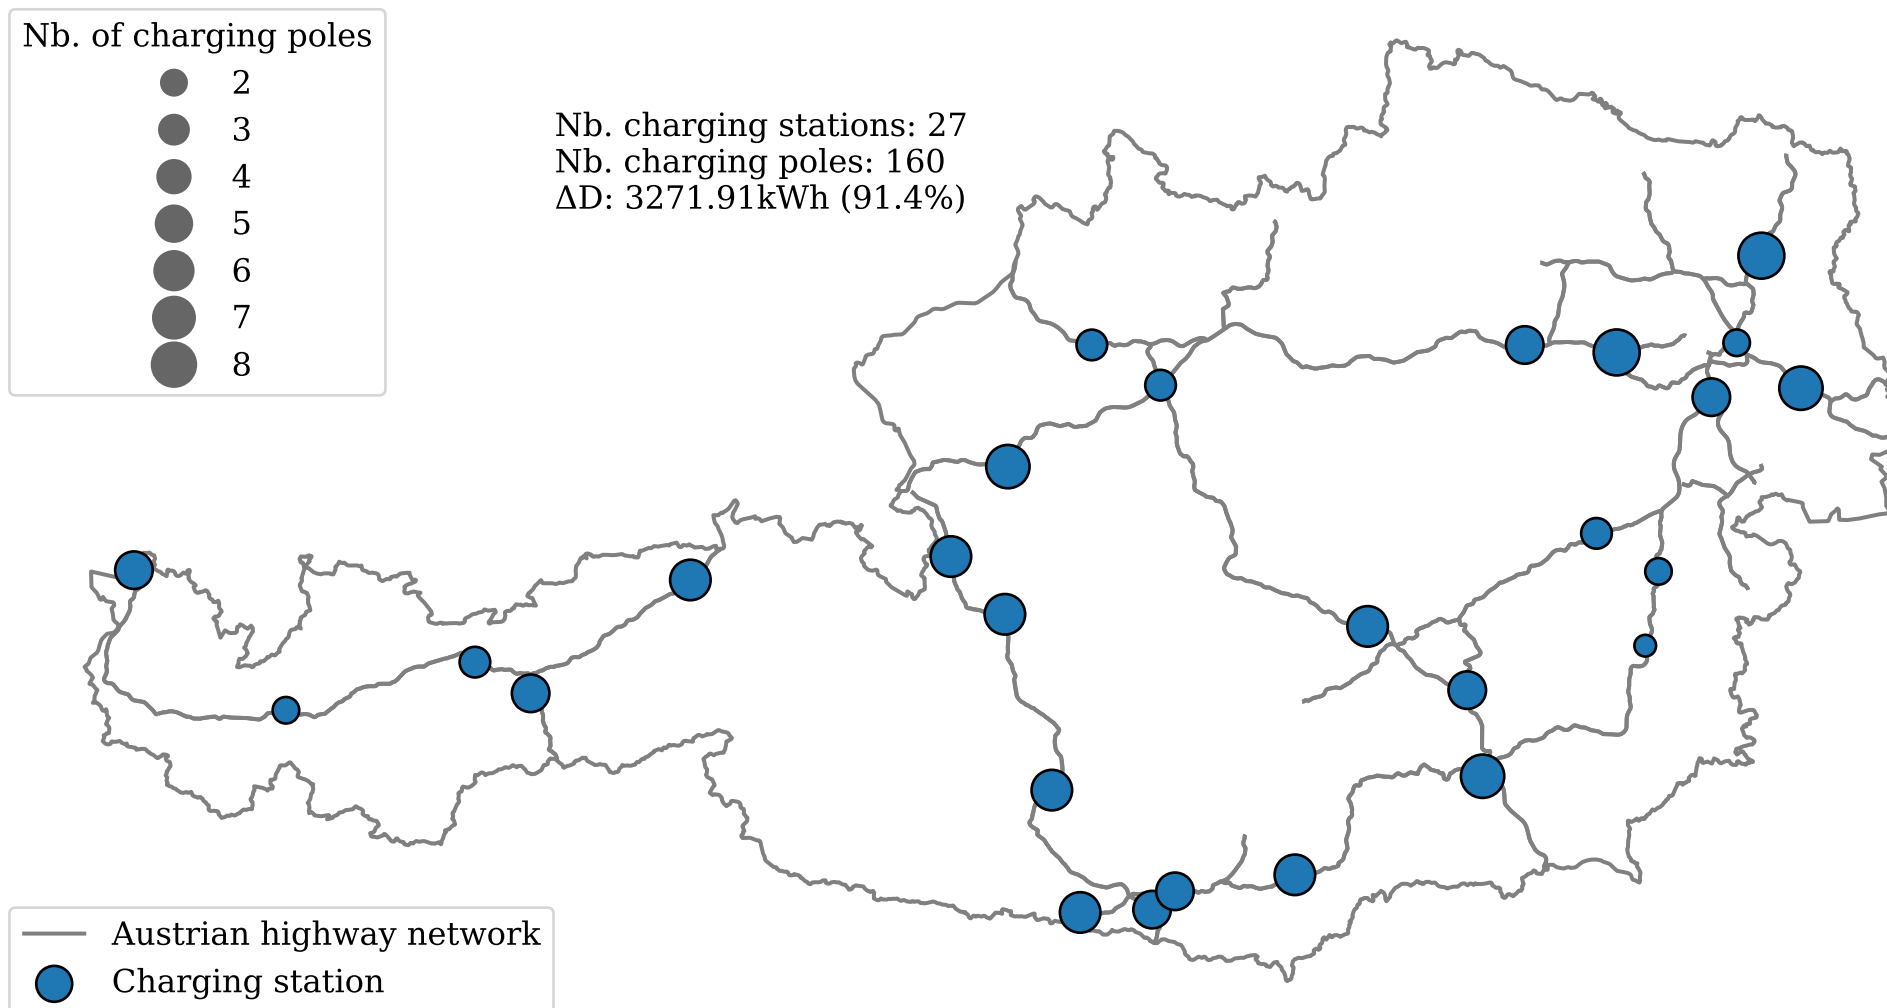 Nb. of charging poles
2
3
4
5
6
7
8
Nb. charging stations: 27
Nb. charging poles: 160
ΔD: 3271.91kWh (91.4%)
Austrian highway network
Charging station